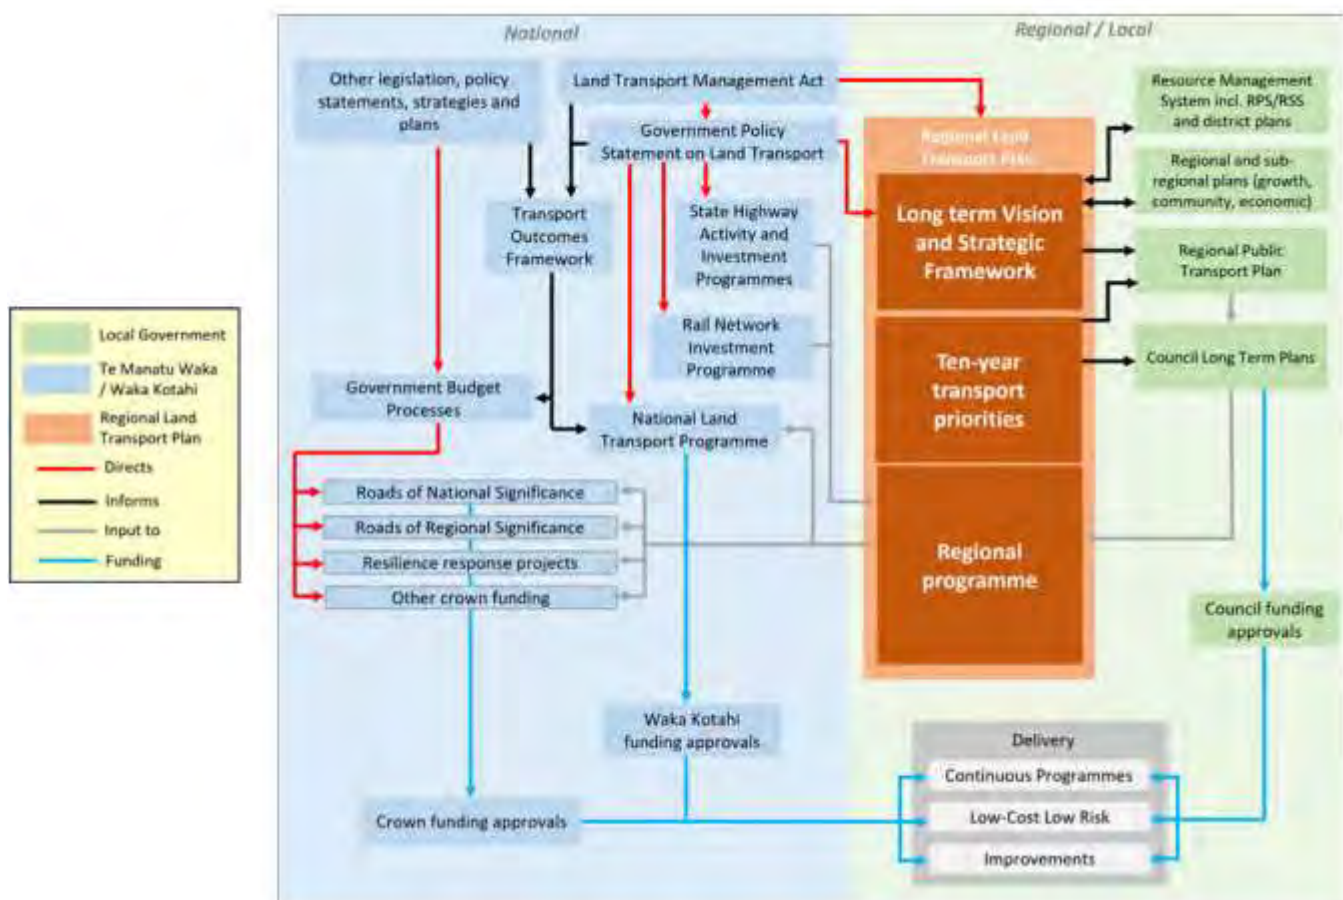 National
Regional / Local
Other legislation, policy
statements, strategies and
plans
Land Transport Management Act
Government Policy
Statement on Land Transport
Transport
Outcomes
Framework
State Highway
Activity and
Investment
Programmes
Rail Network
Investment
Programme
Government Budget
Processes
National Land
Transport Programme
Roads of National Significance
Roads of Regional Significance
Resilience response projects
Other crown funding
Waka Kotahi
funding approvals
Crown funding approvals
Regional Land
Transport Plan
Long term Vision
and Strategic
Framework
Ten-year
transport
priorities
Regional
programme
Resource Management
System incl. RPS/RSS
and district plans
Regional and sub-
regional plans (growth,
community, economic)
Regional Public
Transport Plan
Council Long Term Plans
Council funding
approvals
Delivery
Continuous Programmes
Low-Cost Low Risk
Improvements
Local Government
Te Manatu Waka
/ Waka Kotahi
Regional Land
Transport Plan
Directs
Informs
Input to
Funding